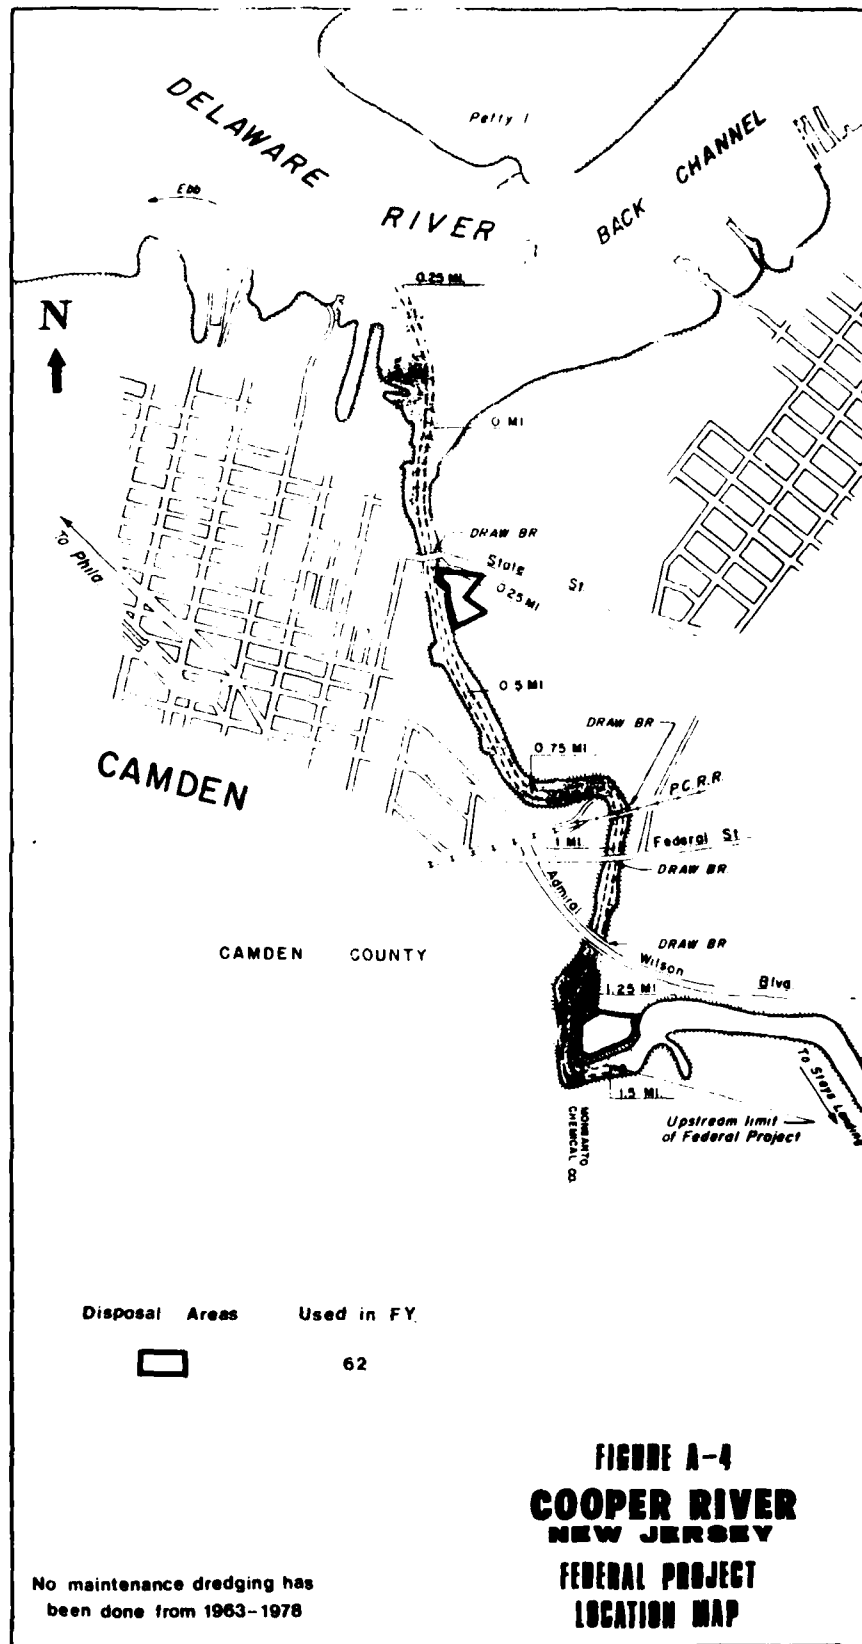 DELAWARE
RIVER
BACK CHANNEL
Petty I
Ebb
0.25 MI.
N
0 MI
DRAW BR
State St.
0.25 MI
To Phila
0.5 MI
DRAW BR
0.75 MI
CAMDEN
P.C.R.R.
1 MI.
Federal St
DRAW BR.
Admiral Wilson Blvd.
DRAW BR
CAMDEN COUNTY
1.25 MI
1.5 MI.
To Stays Landing
Upstream limit
of Federal Project
MONSANTO
CHEMICAL CO.
Disposal Areas Used in FY.
62
FIGURE A-4
COOPER RIVER
NEW JERSEY
FEDERAL PROJECT
LOCATION MAP
No maintenance dredging has
been done from 1963-1978